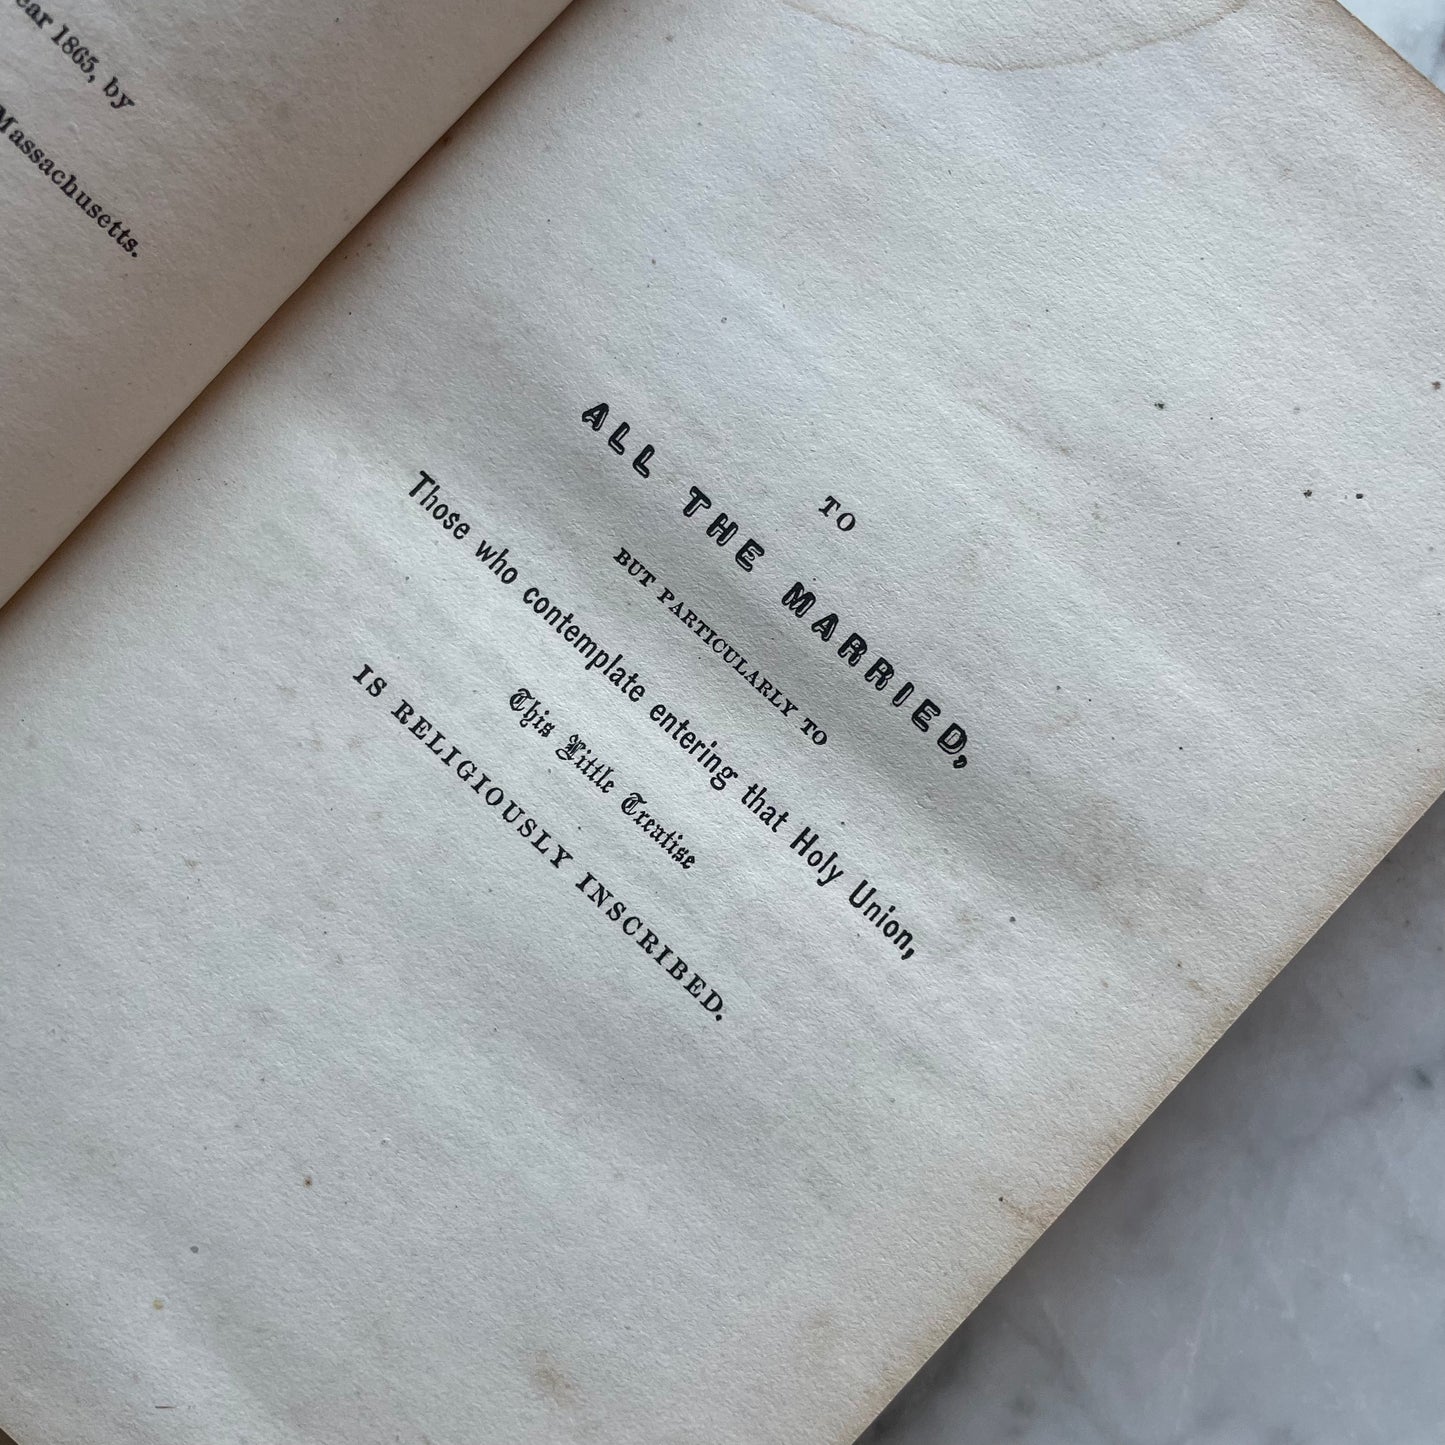 ear 1865, by
Massachusetts.
TO
ALL THE MARRIED,
BUT PARTICULARLY TO
Those who contemplate entering that Holy Union,
This Little Treatise
IS RELIGIOUSLY INSCRIBED.